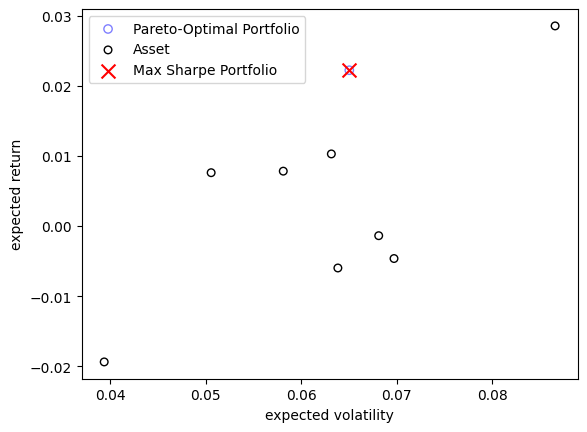 Pareto-Optimal Portfolio
Asset
Max Sharpe Portfolio
0.03
0.02
0.01
0.00
−0.01
−0.02
expected return
0.04 0.05 0.06 0.07 0.08
expected volatility